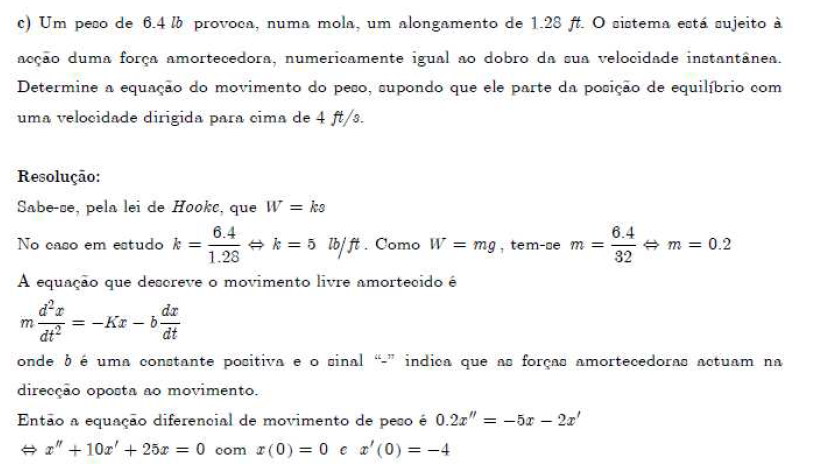 c) Um peso de 6.4 lb provoca, numa mola, um alongamento de 1.28 ft. O sistema está sujeito à
acção duma força amortecedora, numericamente igual ao dobro da sua velocidade instantânea.
Determine a equação do movimento do peso, supondo que ele parte da posição de equilíbrio com
uma velocidade dirigida para cima de 4 ft/s.
Resolução:
Sabe-se, pela lei de Hooke, que W = ks
No caso em estudo k = 6.4/1.28 ⇔ k = 5 lb/ft. Como W = mg, tem-se m = 6.4/32 ⇔ m = 0.2
A equação que descreve o movimento livre amortecido é
m d²x/dt² = −Kx − b dx/dt
onde b é uma constante positiva e o sinal “-” indica que as forças amortecedoras actuam na
direcção oposta ao movimento.
Então a equação diferencial de movimento de peso é 0.2x″ = −5x − 2x′
⇔ x″ + 10x′ + 25x = 0 com x(0) = 0 e x′(0) = −4